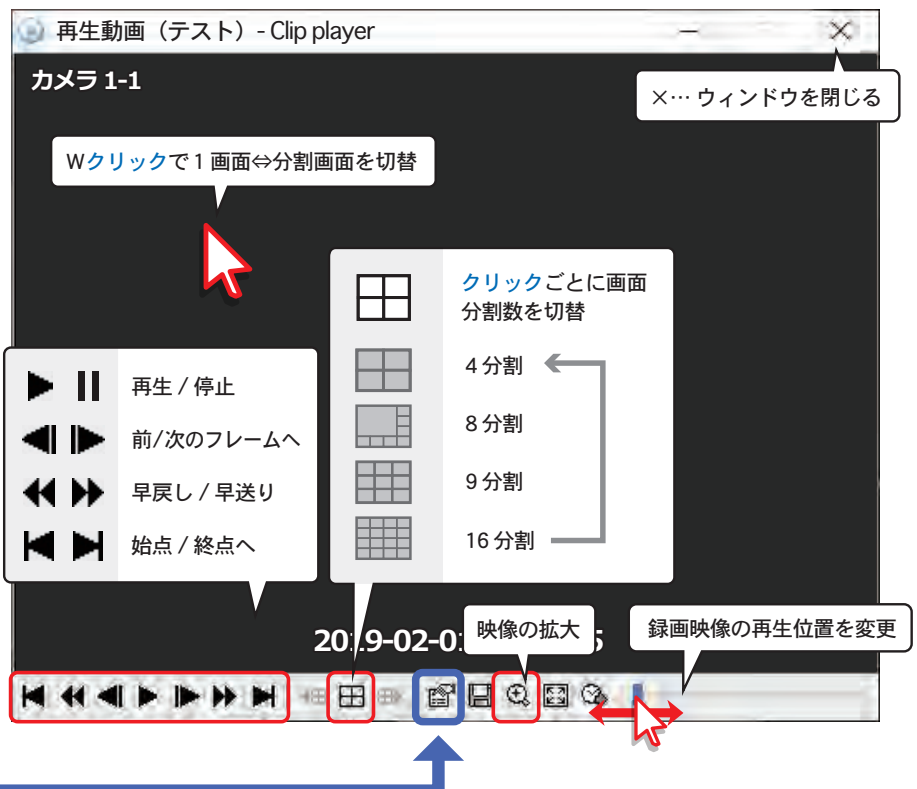 再生動画（テスト）- Clip player
カメラ 1-1
×… ウィンドウを閉じる
Wクリックで 1 画面⇔分割画面を切替
クリックごとに画面
分割数を切替
4 分割
8 分割
9 分割
16 分割
再生 / 停止
前/次のフレームへ
早戻し / 早送り
始点 / 終点へ
映像の拡大
録画映像の再生位置を変更